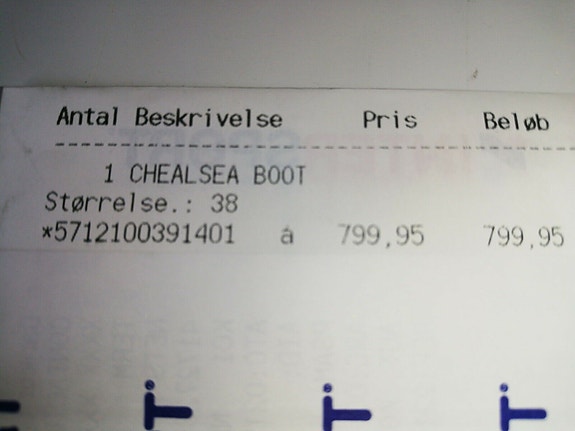 Antal Beskrivelse Pris Beløb
1 CHEALSEA BOOT
Størrelse.: 38
*5712100391401 à 799,95 799,95